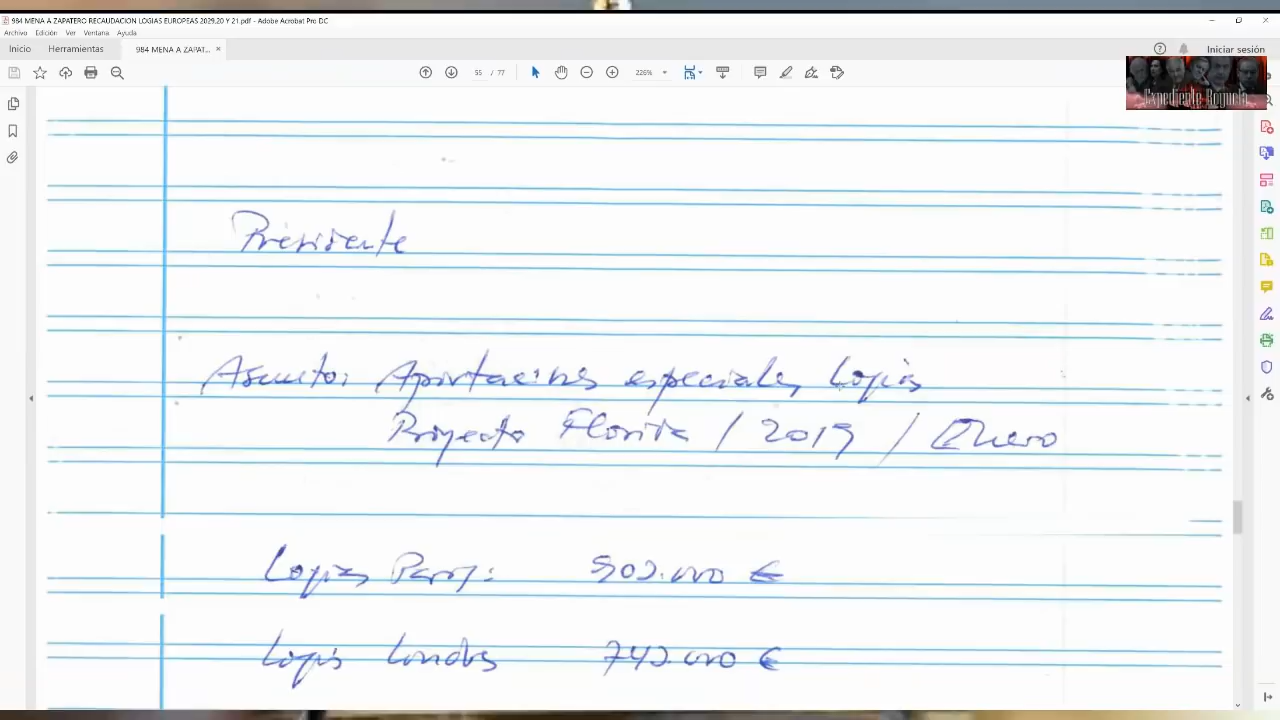 984 MENA A ZAPATERO RECAUDACION LOGIAS EUROPEAS 2029.20 Y 21.pdf - Adobe Acrobat Pro DC
Archivo Edición Ver Ventana Ayuda
Inicio Herramientas 984 MENA A ZAPAT... × Iniciar sesión
55 / 77 226%
Expediente Royuela
Presidente
Asunto: Aportaciones especiales Logias
Proyecto Florida / 2019 / Enero
Logias París: 500.000 €
Logias Londres 740.000 €